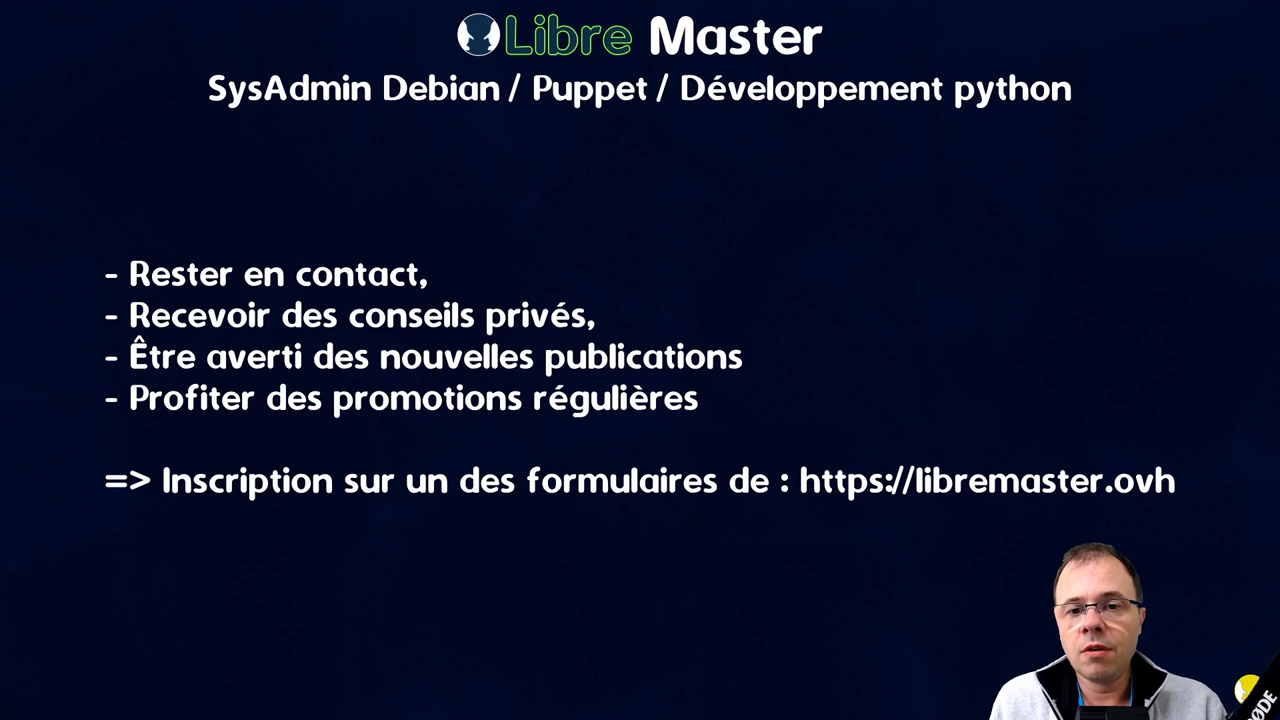 Libre Master
SysAdmin Debian / Puppet / Développement python
- Rester en contact,
- Recevoir des conseils privés,
- Être averti des nouvelles publications
- Profiter des promotions régulières
=> Inscription sur un des formulaires de : https://libremaster.ovh